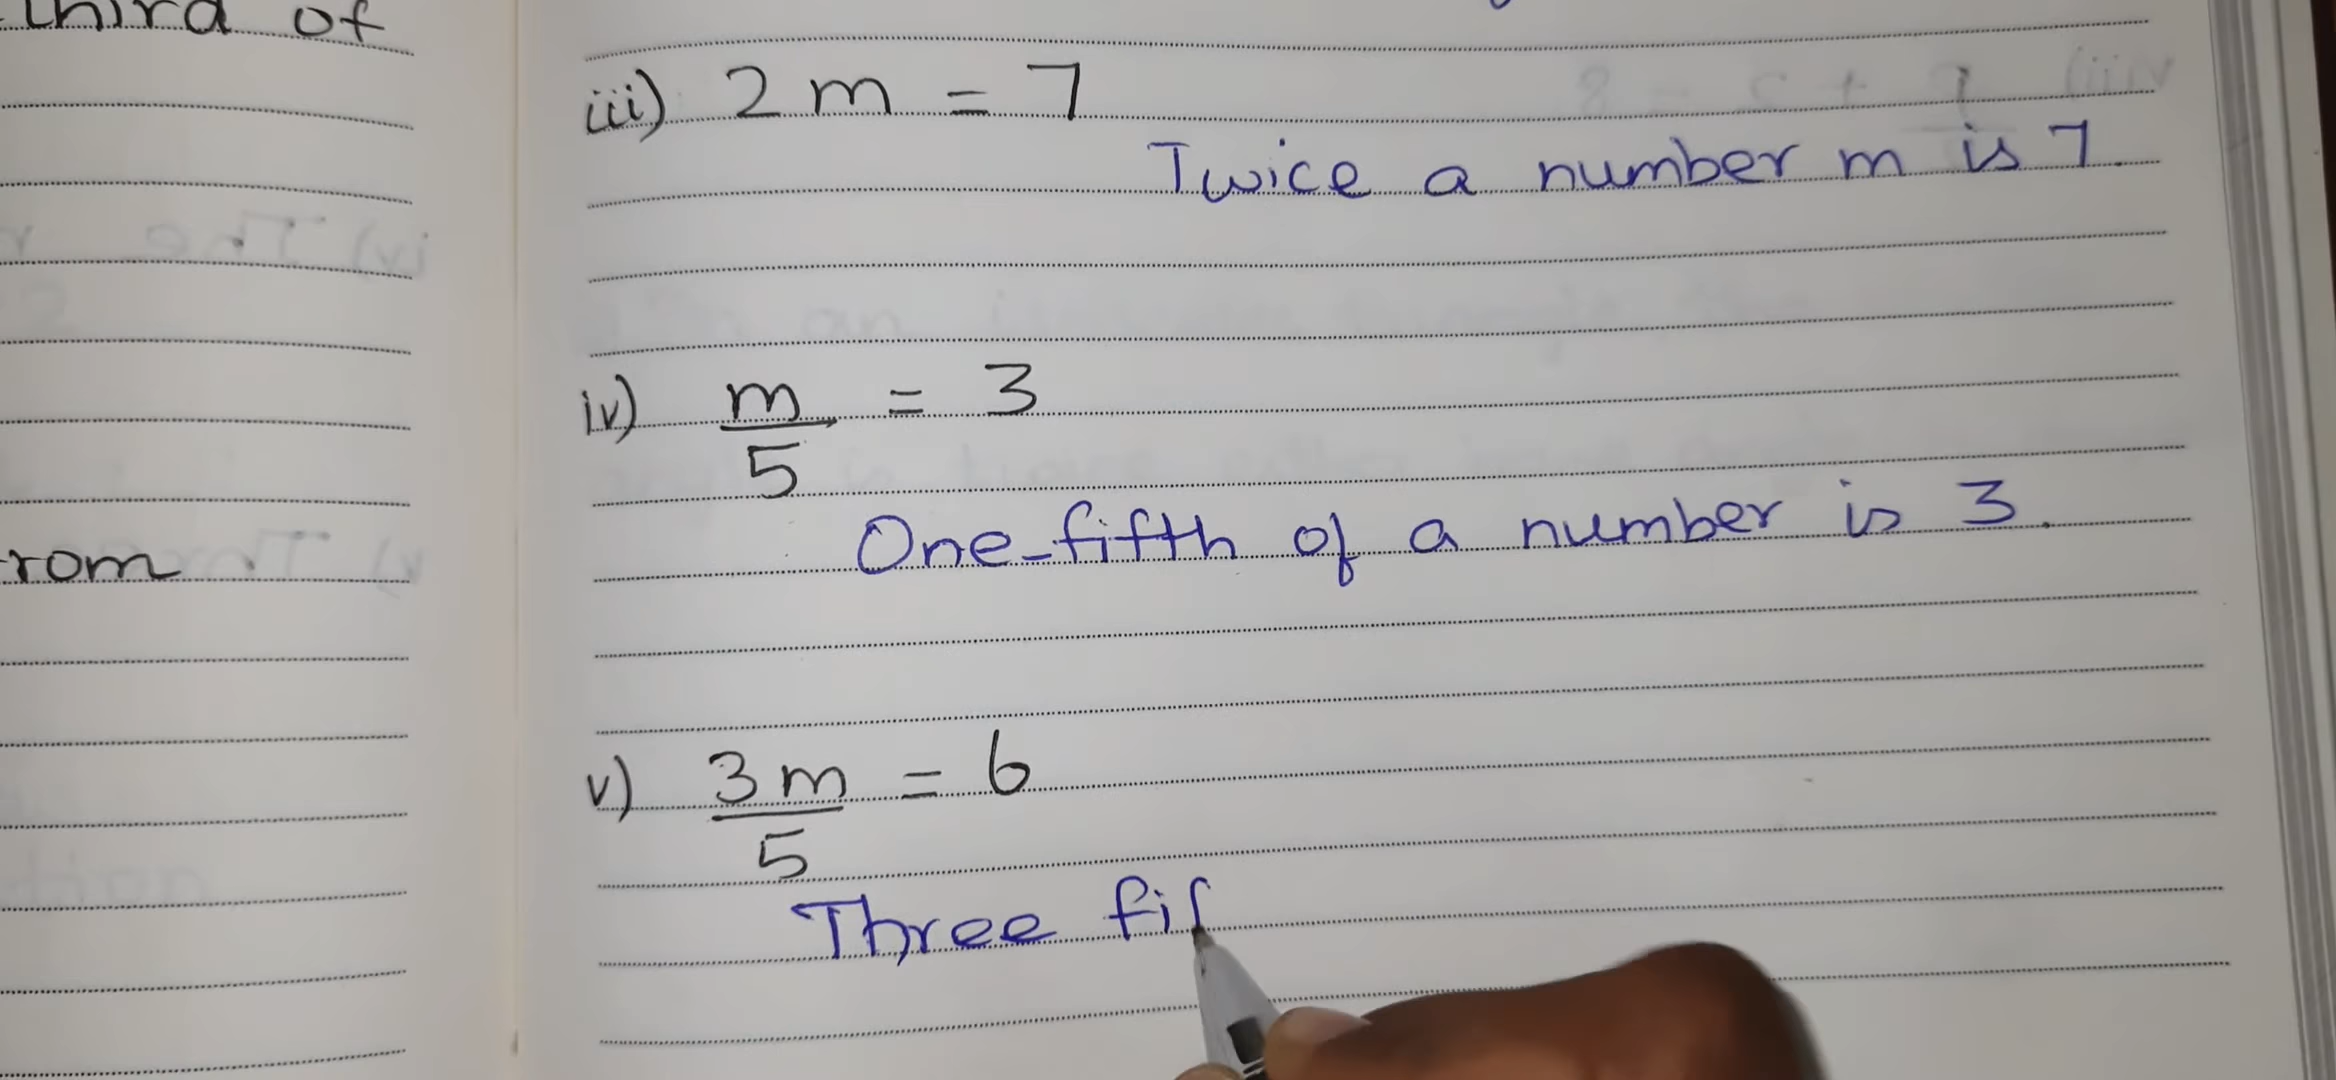 third of
rom
iii) 2m = 7
Twice a number m is 7.
iv) m/5 = 3
One-fifth of a number is 3.
v) 3m/5 = 6
Three fif